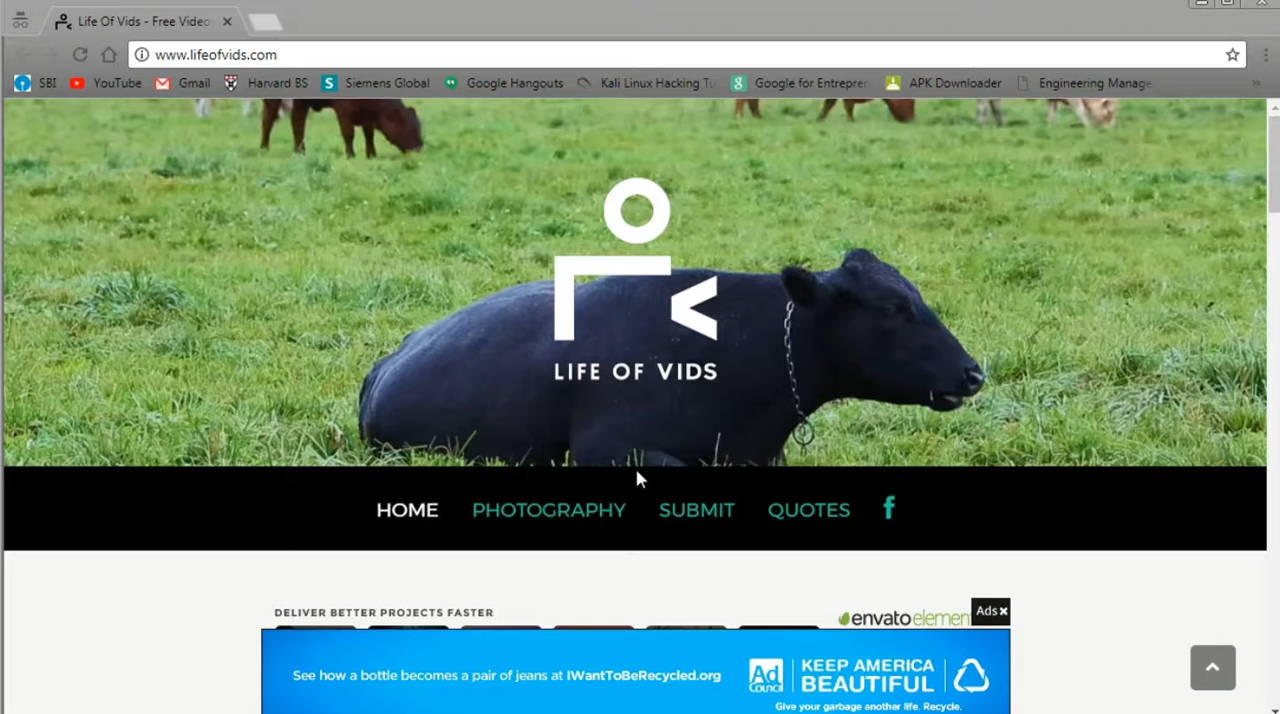 Life Of Vids - Free Video
www.lifeofvids.com
SBI YouTube Gmail Harvard BS Siemens Global Google Hangouts Kali Linux Hacking Tu Google for Entrepren APK Downloader Engineering Manage
LIFE OF VIDS
HOME PHOTOGRAPHY SUBMIT QUOTES f
DELIVER BETTER PROJECTS FASTER
envato elemen
Ads
See how a bottle becomes a pair of jeans at IWantToBeRecycled.org
Ad
COUNCIL
KEEP AMERICA
BEAUTIFUL
Give your garbage another life. Recycle.